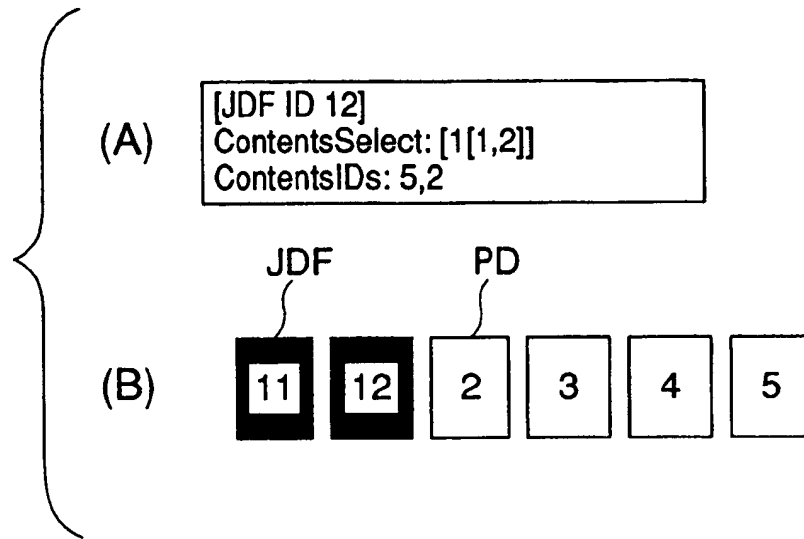 (A)
[JDF ID 12]
ContentsSelect: [1[1,2]]
ContentsIDs: 5,2
JDF PD
(B) 11 12 2 3 4 5